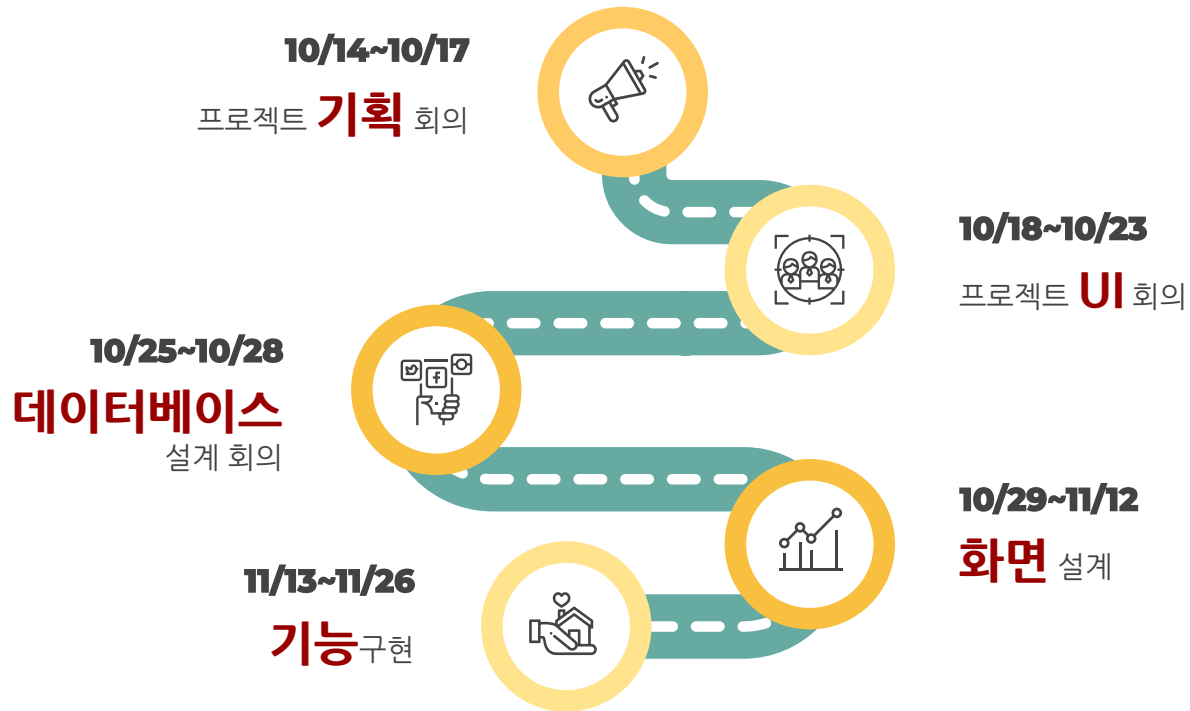 10/14~10/17
프로젝트 기획 회의
10/18~10/23
프로젝트 UI 회의
10/25~10/28
데이터베이스
설계 회의
10/29~11/12
화면 설계
11/13~11/26
기능구현